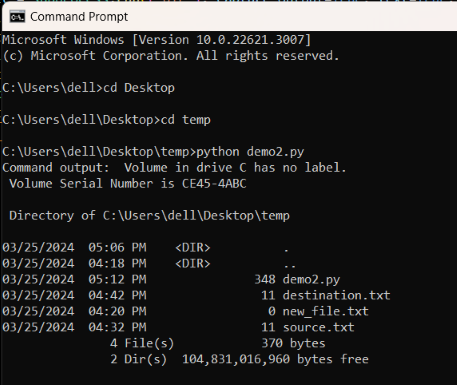 Command Prompt
Microsoft Windows [Version 10.0.22621.3007]
(c) Microsoft Corporation. All rights reserved.
C:\Users\dell>cd Desktop
C:\Users\dell\Desktop>cd temp
C:\Users\dell\Desktop\temp>python demo2.py
Command output:  Volume in drive C has no label.
 Volume Serial Number is CE45-4ABC
 Directory of C:\Users\dell\Desktop\temp
03/25/2024  05:06 PM    <DIR>          .
03/25/2024  04:18 PM    <DIR>          ..
03/25/2024  05:12 PM               348 demo2.py
03/25/2024  04:42 PM                11 destination.txt
03/25/2024  04:20 PM                 0 new_file.txt
03/25/2024  04:32 PM                11 source.txt
               4 File(s)            370 bytes
               2 Dir(s)  104,831,016,960 bytes free